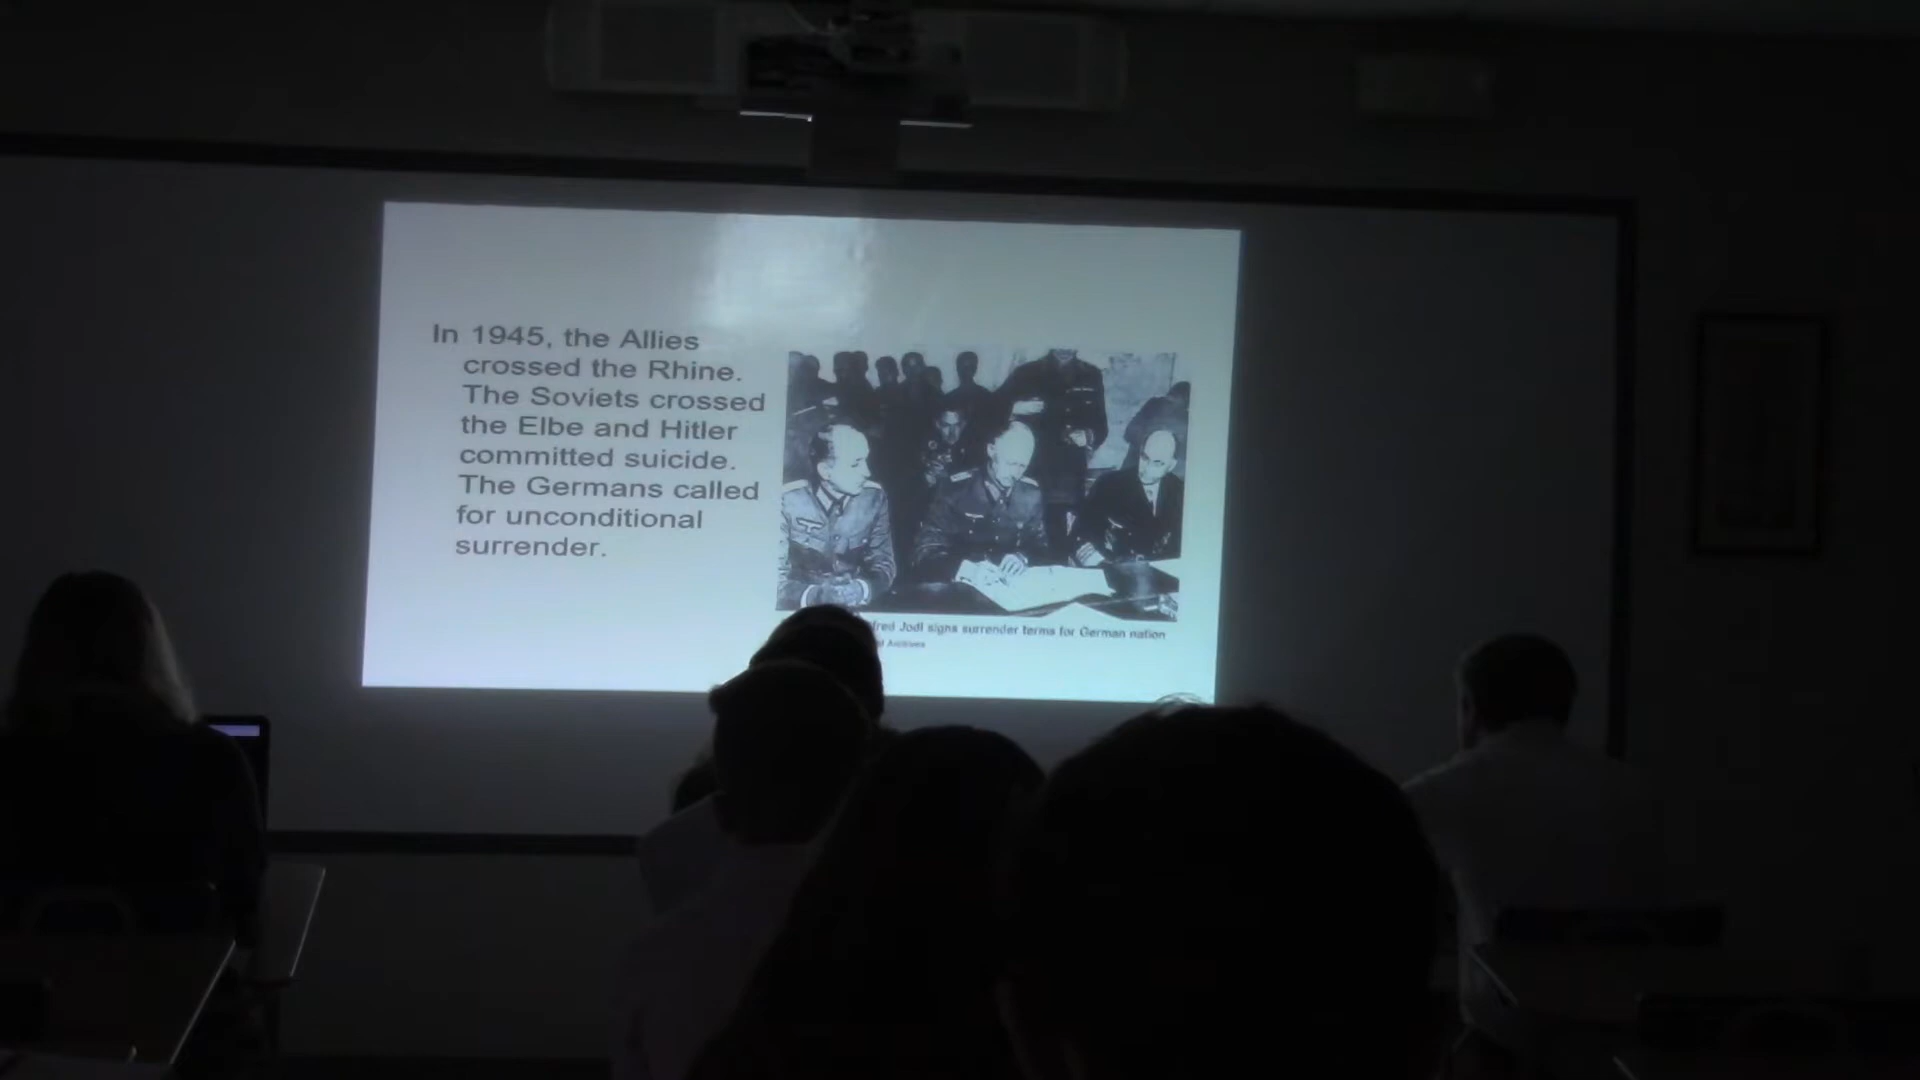 In 1945, the Allies
crossed the Rhine.
The Soviets crossed
the Elbe and Hitler
committed suicide.
The Germans called
for unconditional
surrender.
Jodl signs surrender terms for German nation
Archives